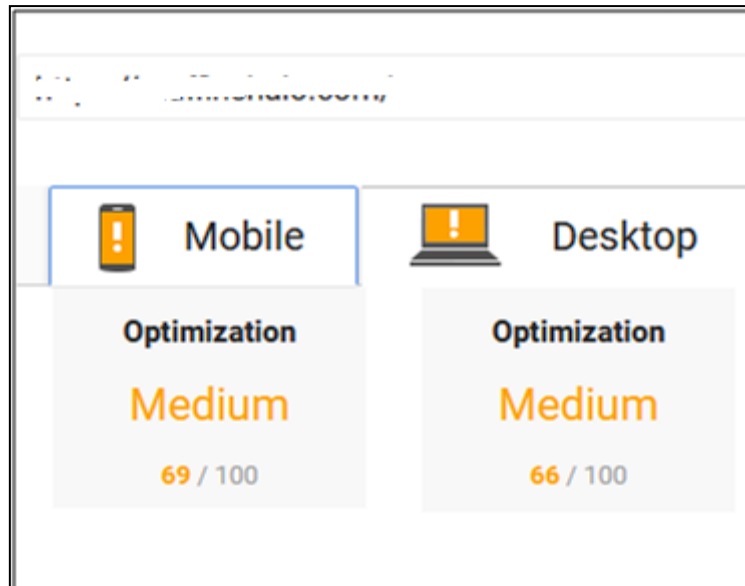 Mobile
Desktop
Optimization
Medium
69 / 100
Optimization
Medium
66 / 100